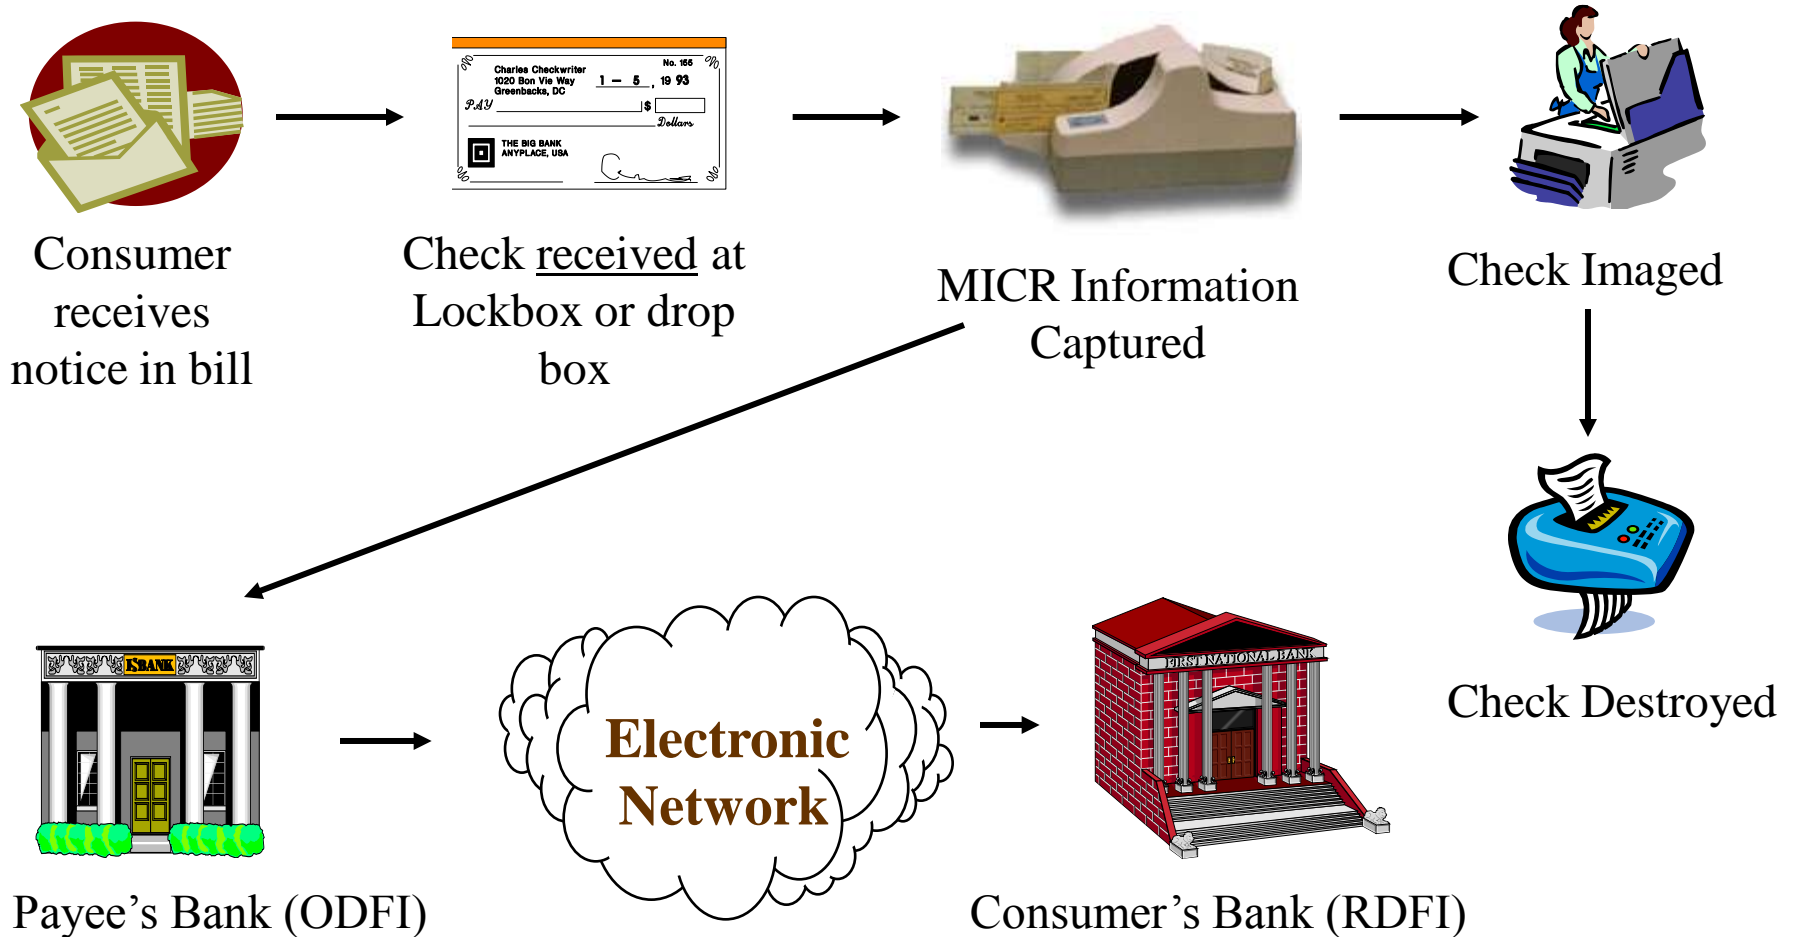 Charles Checkwriter
No. 166
1020 Bon Vie Way
1 — 5 , 19 93
Greenbacks, DC
PAY
$
Dollars
THE BIG BANK
ANYPLACE, USA
Consumer
receives
notice in bill
Check received at
Lockbox or drop
box
MICR Information
Captured
Check Imaged
Check Destroyed
BANK
Electronic
Network
FIRST NATIONAL BANK
Payee’s Bank (ODFI)
Consumer’s Bank (RDFI)